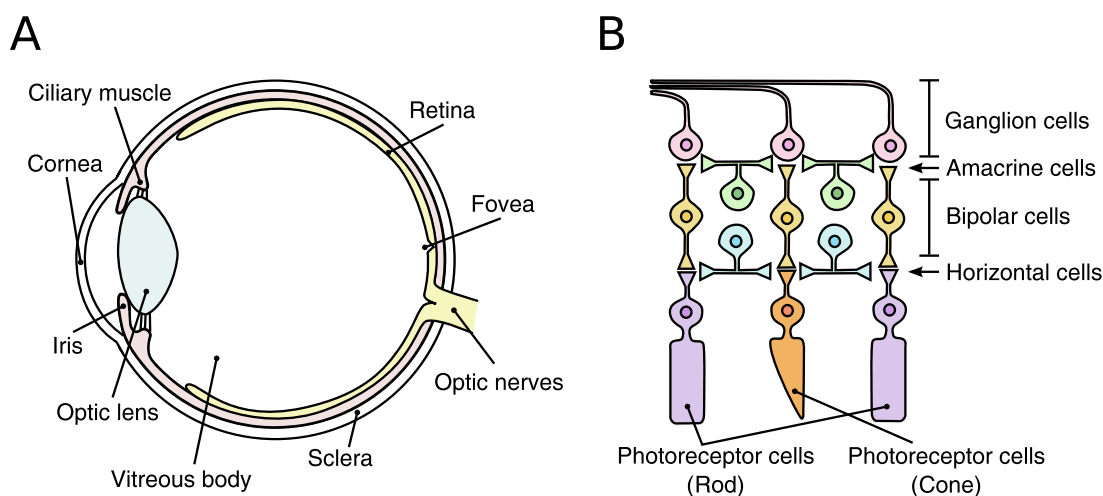 A
Ciliary muscle
Cornea
Retina
Fovea
Iris
Optic lens
Optic nerves
Sclera
Vitreous body
B
Ganglion cells
Amacrine cells
Bipolar cells
Horizontal cells
Photoreceptor cells
(Rod)
Photoreceptor cells
(Cone)